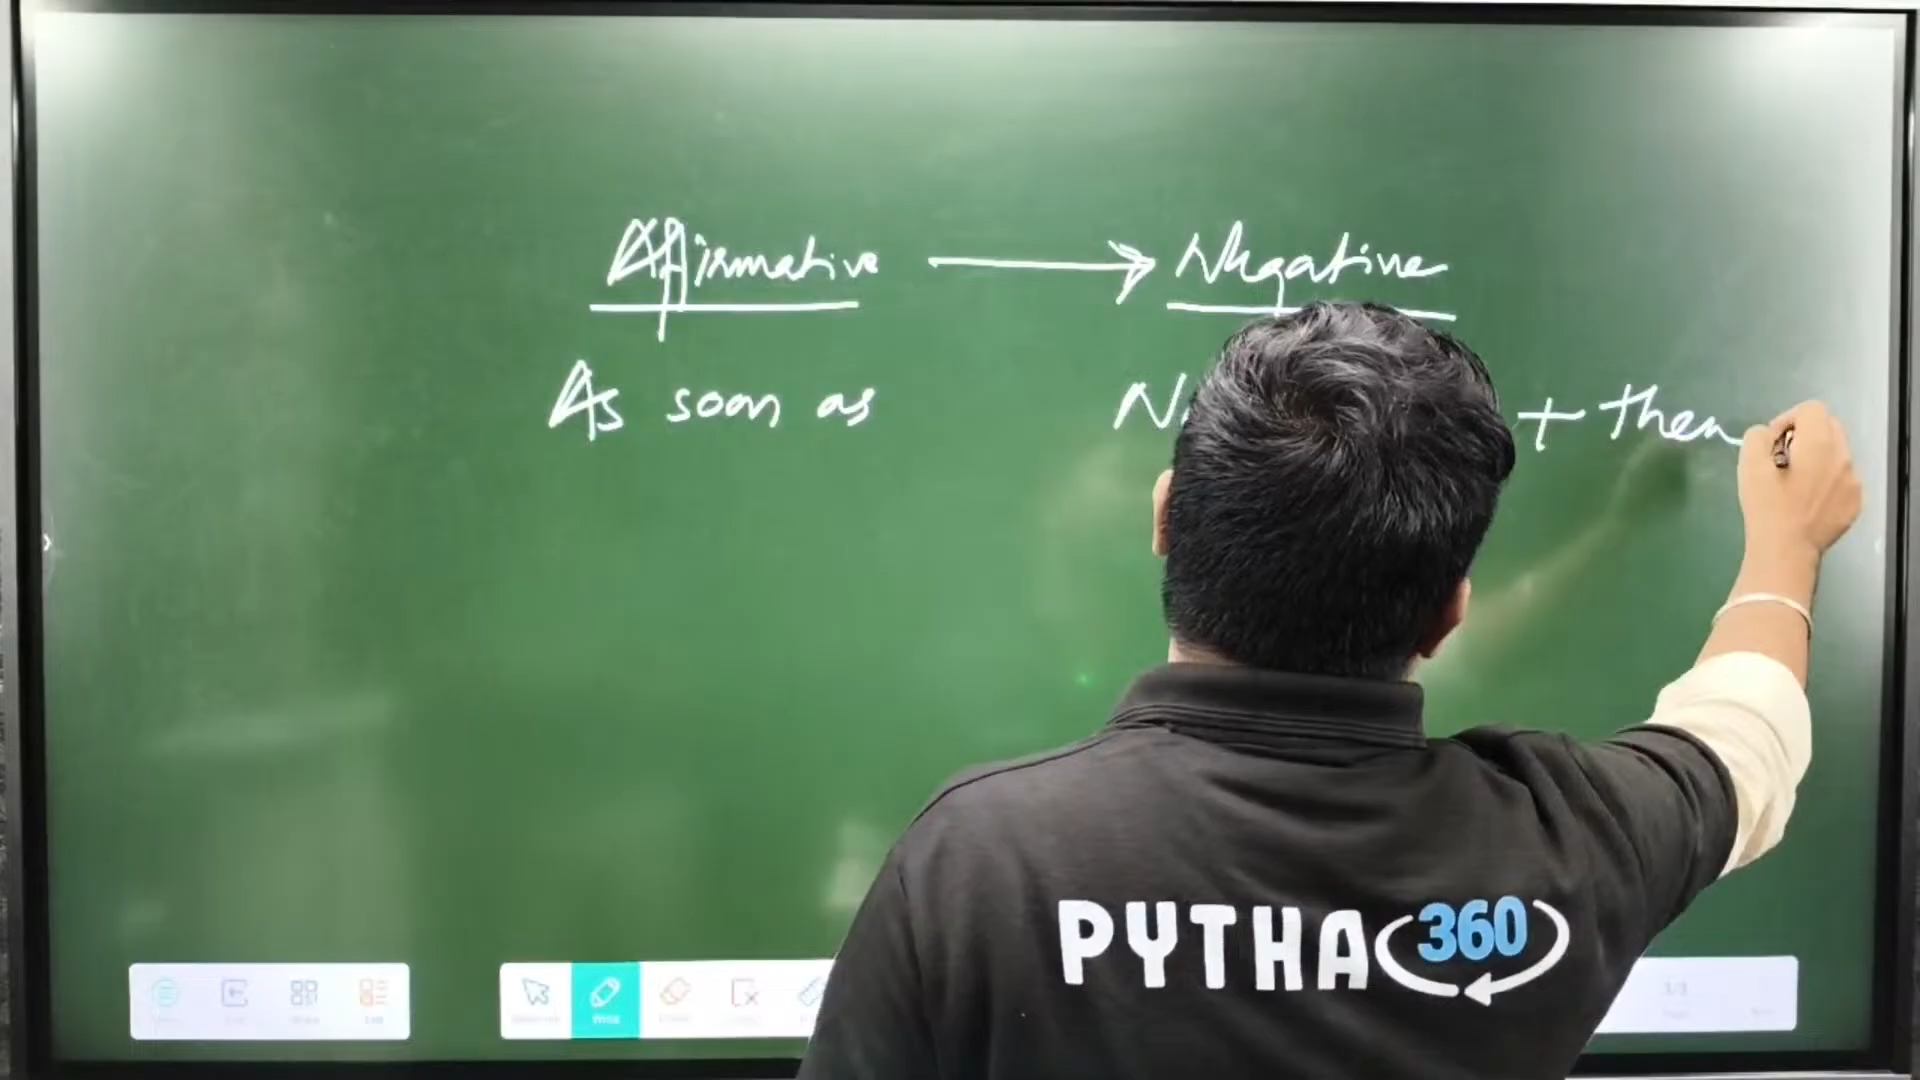 Affirmative → Negative
As soon as + then
PYTHA 360